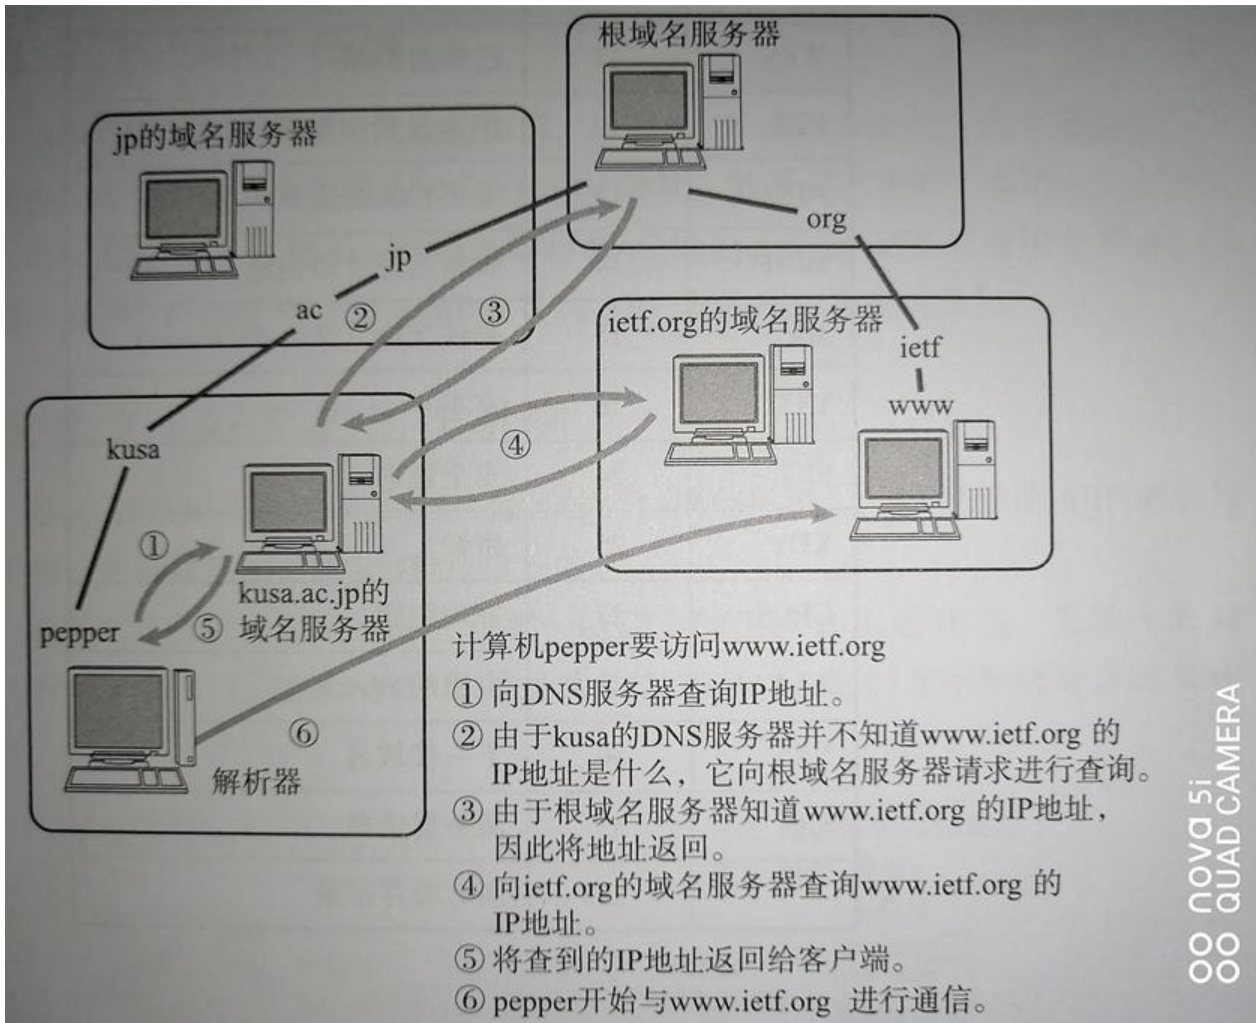 根域名服务器
jp的域名服务器
org
jp
ac
②
③
ietf.org的域名服务器
ietf
www
④
kusa
①
kusa.ac.jp的
域名服务器
⑤
pepper
⑥
解析器
计算机pepper要访问www.ietf.org
① 向DNS服务器查询IP地址。
② 由于kusa的DNS服务器并不知道www.ietf.org 的
IP地址是什么，它向根域名服务器请求进行查询。
③ 由于根域名服务器知道www.ietf.org 的IP地址，
因此将地址返回。
④ 向ietf.org的域名服务器查询www.ietf.org 的
IP地址。
⑤ 将查到的IP地址返回给客户端。
⑥ pepper开始与www.ietf.org 进行通信。
nova 5i
QUAD CAMERA